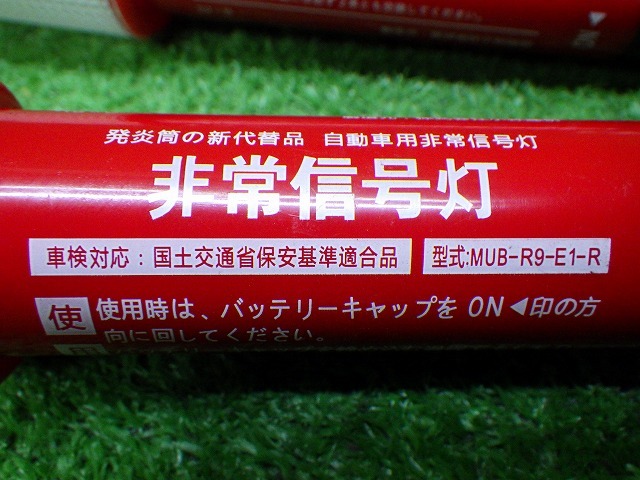 発炎筒の新代替品 自動車用非常信号灯
非常信号灯
車検対応：国土交通省保安基準適合品 型式:MUB-R9-E1-R
使 使用時は、バッテリーキャップを ON◀印の方
向に回してください。